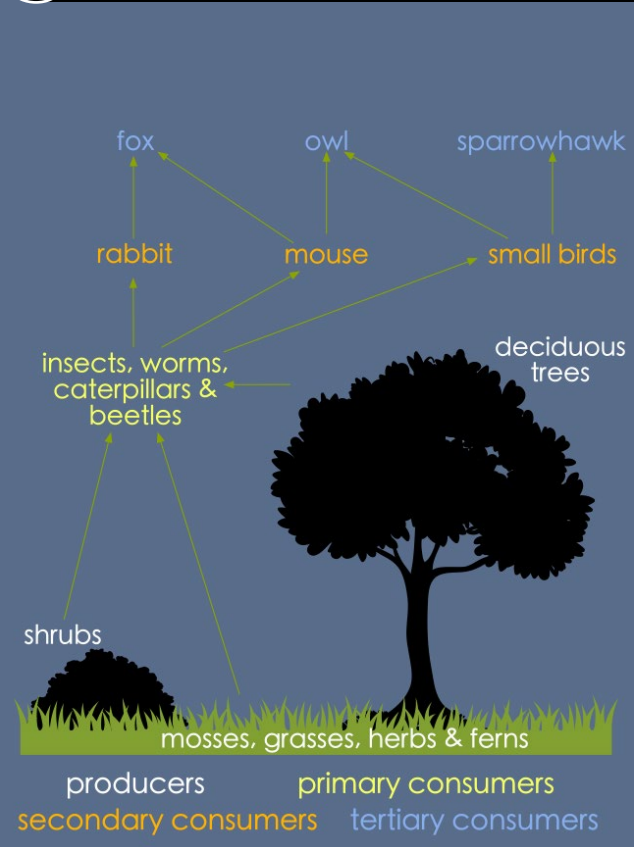 fox
owl
sparrowhawk
rabbit
mouse
small birds
insects, worms,
caterpillars &
beetles
deciduous
trees
shrubs
mosses, grasses, herbs & ferns
producers
primary consumers
secondary consumers
tertiary consumers